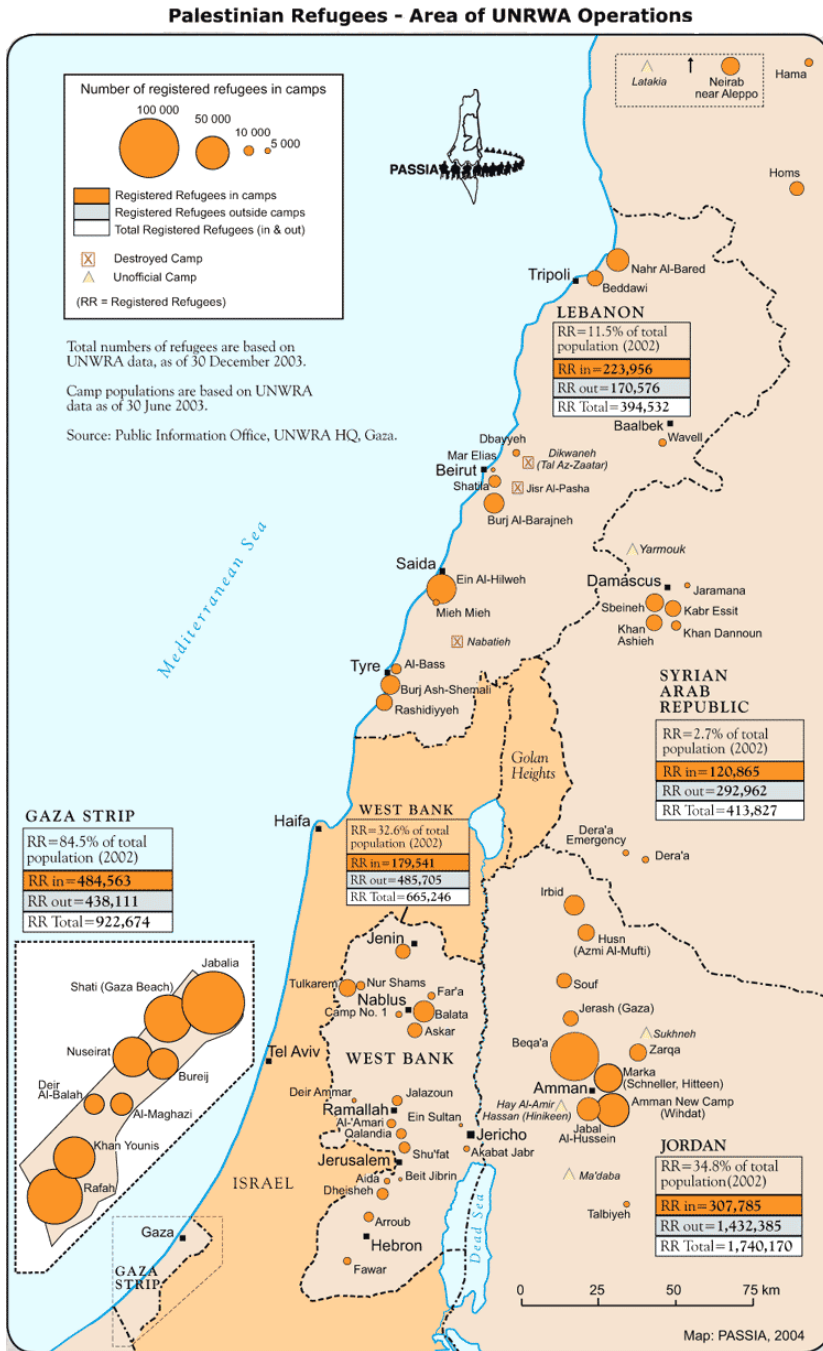 Palestinian Refugees - Area of UNRWA Operations
Number of registered refugees in camps
100 000
50 000
10 000
5 000
Registered Refugees in camps
Registered Refugees outside camps
Total Registered Refugees (in & out)
Destroyed Camp
Unofficial Camp
(RR = Registered Refugees)
Total numbers of refugees are based on
UNWRA data, as of 30 December 2003.
Camp populations are based on UNWRA
data as of 30 June 2003.
Source: Public Information Office, UNWRA HQ, Gaza.
PASSIA
Latakia
Neirab
near Aleppo
Hama
Homs
Nahr Al-Bared
Tripoli
Beddawi
LEBANON
RR=11.5% of total
population (2002)
RR in=223,956
RR out=170,576
RR Total=394,532
Baalbek
Wavell
Dbayyeh
Dikwaneh
(Tal Az-Zaatar)
Mar Elias
Beirut
Shatila
Jisr Al-Pasha
Burj Al-Barajneh
Mediterranean Sea
Yarmouk
Saida
Ein Al-Hilweh
Mieh Mieh
Damascus
Jaramana
Sbeineh
Kabr Essit
Khan
Ashieh
Khan Dannoun
Nabatieh
Tyre
Al-Bass
Burj Ash-Shemali
Rashidiyyeh
SYRIAN
ARAB
REPUBLIC
RR=2.7% of total
population (2002)
RR in=120,865
RR out=292,962
RR Total=413,827
Golan
Heights
Haifa
GAZA STRIP
RR=84.5% of total
population (2002)
RR in=484,563
RR out=438,111
RR Total=922,674
WEST BANK
RR=32.6% of total
population (2002)
RR in=179,541
RR out=485,705
RR Total=665,246
Dera'a
Emergency
Dera'a
Irbid
Husn
(Azmi Al-Mufti)
Souf
Jerash (Gaza)
Beqa'a
Sukhneh
Zarqa
Marka
(Schneller, Hitteen)
Amman
Amman New Camp
(Wihdat)
Hay Al-Amir
Hassan (Hinikeen)
Jabal
Al-Hussein
Ma'daba
Talbiyeh
JORDAN
RR=34.8% of total
population(2002)
RR in=307,785
RR out=1,432,385
RR Total=1,740,170
Jenin
Tulkarem
Nur Shams
Far'a
Nablus
Camp No. 1
Balata
Askar
Tel Aviv
WEST BANK
Deir Ammar
Jalazoun
Ramallah
Al-'Amari
Ein Sultan
Qalandia
Jericho
Shu'fat
Akabat Jabr
Jerusalem
Aida
Beit Jibrin
Dheisheh
ISRAEL
Arroub
Hebron
Fawar
Dead Sea
Jabalia
Shati (Gaza Beach)
Nuseirat
Bureij
Deir
Al-Balah
Al-Maghazi
Khan Younis
Rafah
Gaza
GAZA
STRIP
0
25
50
75 km
Map: PASSIA, 2004